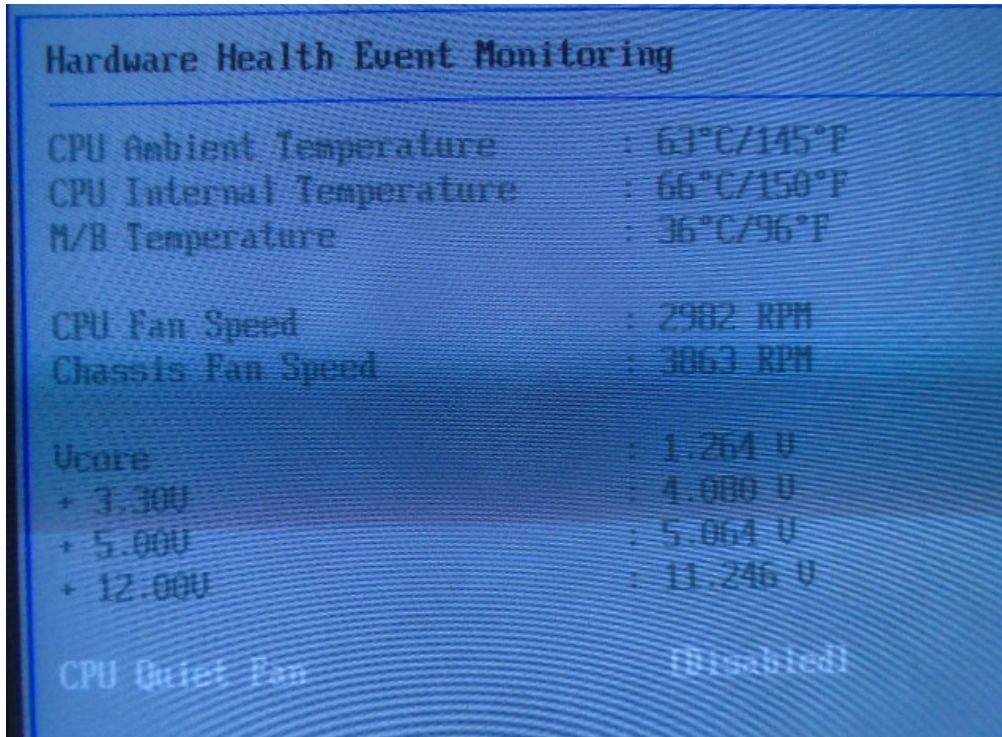 Hardware Health Event Monitoring
CPU Ambient Temperature : 63°C/145°F
CPU Internal Temperature : 66°C/150°F
M/B Temperature : 36°C/96°F
CPU Fan Speed : 2982 RPM
Chassis Fan Speed : 3863 RPM
Vcore : 1.264 V
+ 3.30V : 4.080 V
+ 5.00V : 5.064 V
+ 12.00V : 11.246 V
CPU Quiet Fan [Disabled]